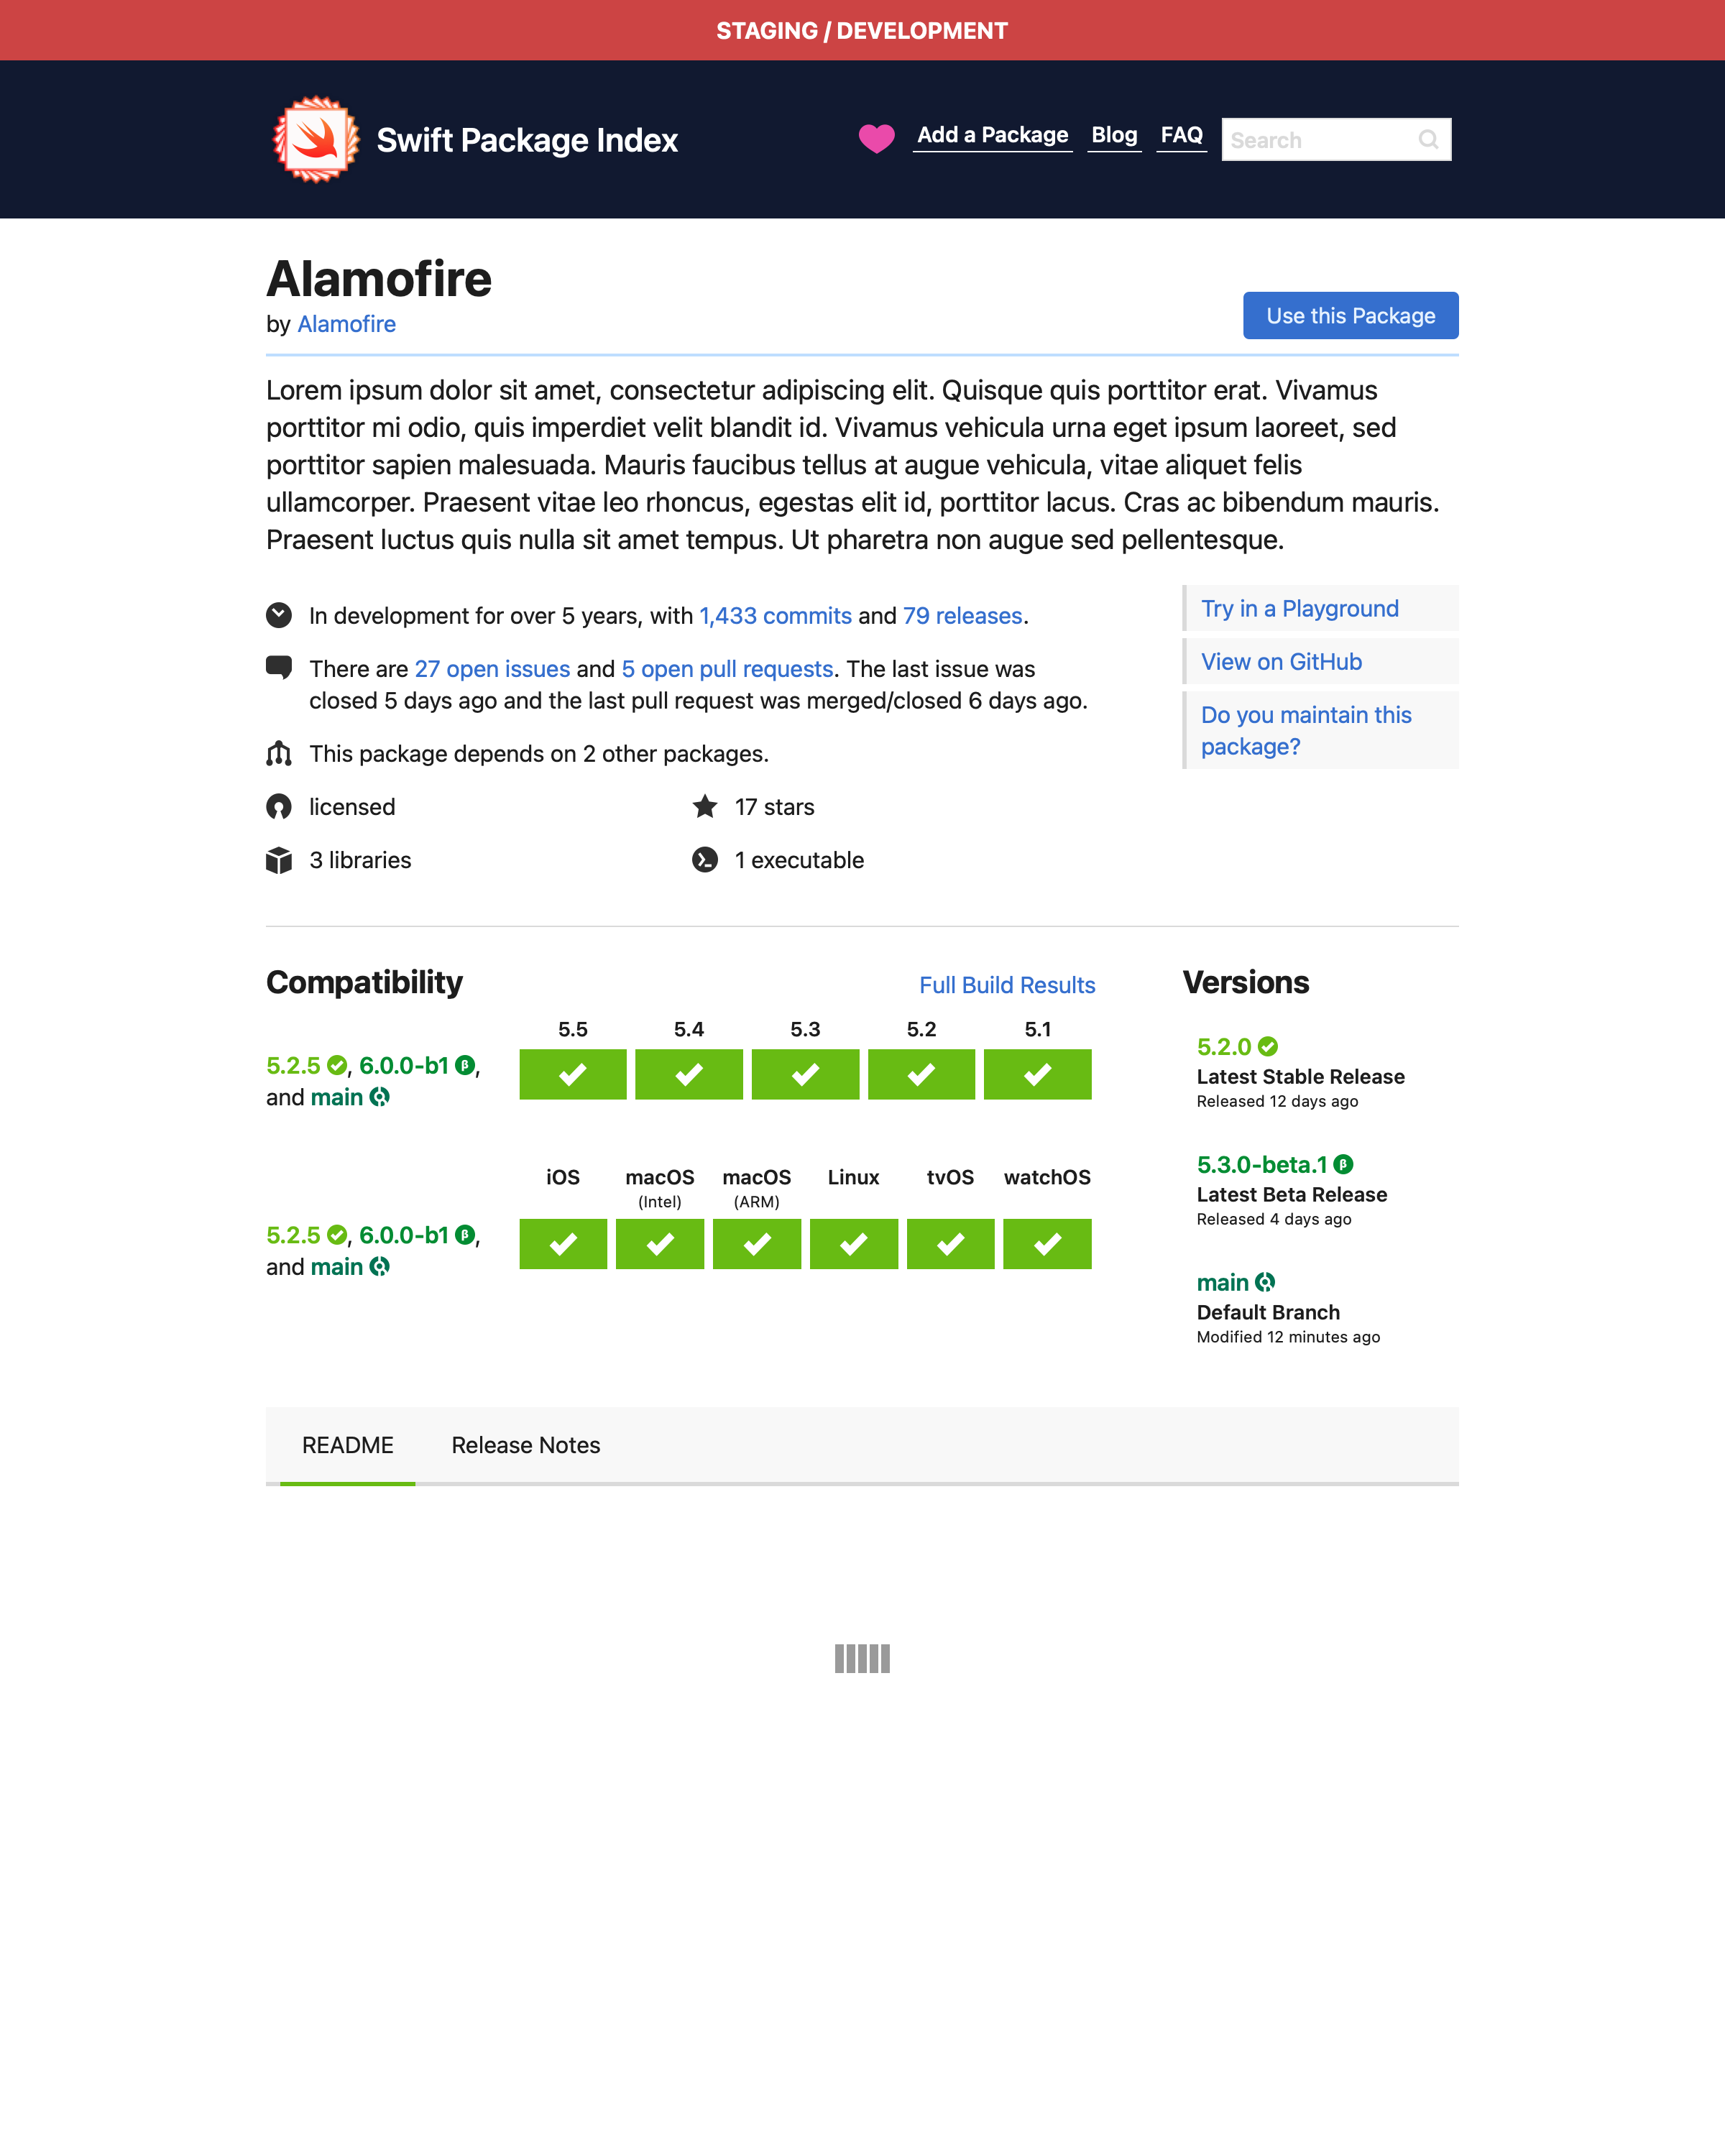 STAGING / DEVELOPMENT
Swift Package Index
Add a Package
Blog
FAQ
Search
Alamofire
by Alamofire
Use this Package
Lorem ipsum dolor sit amet, consectetur adipiscing elit. Quisque quis porttitor erat. Vivamus
porttitor mi odio, quis imperdiet velit blandit id. Vivamus vehicula urna eget ipsum laoreet, sed
porttitor sapien malesuada. Mauris faucibus tellus at augue vehicula, vitae aliquet felis
ullamcorper. Praesent vitae leo rhoncus, egestas elit id, porttitor lacus. Cras ac bibendum mauris.
Praesent luctus quis nulla sit amet tempus. Ut pharetra non augue sed pellentesque.
In development for over 5 years, with 1,433 commits and 79 releases.
There are 27 open issues and 5 open pull requests. The last issue was
closed 5 days ago and the last pull request was merged/closed 6 days ago.
This package depends on 2 other packages.
licensed
17 stars
3 libraries
1 executable
Try in a Playground
View on GitHub
Do you maintain this
package?
Compatibility
Full Build Results
5.5 5.4 5.3 5.2 5.1
5.2.5 , 6.0.0-b1 β,
and main
iOS macOS macOS Linux tvOS watchOS
(Intel) (ARM)
5.2.5 , 6.0.0-b1 β,
and main
Versions
5.2.0
Latest Stable Release
Released 12 days ago
5.3.0-beta.1 β
Latest Beta Release
Released 4 days ago
main
Default Branch
Modified 12 minutes ago
README
Release Notes